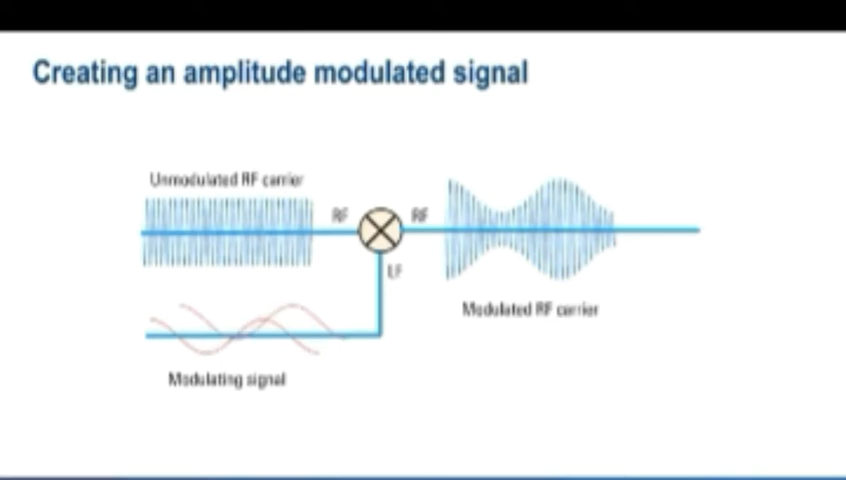 Creating an amplitude modulated signal
Unmodulated RF carrier
RF
RF
LF
Modulated RF carrier
Modulating signal